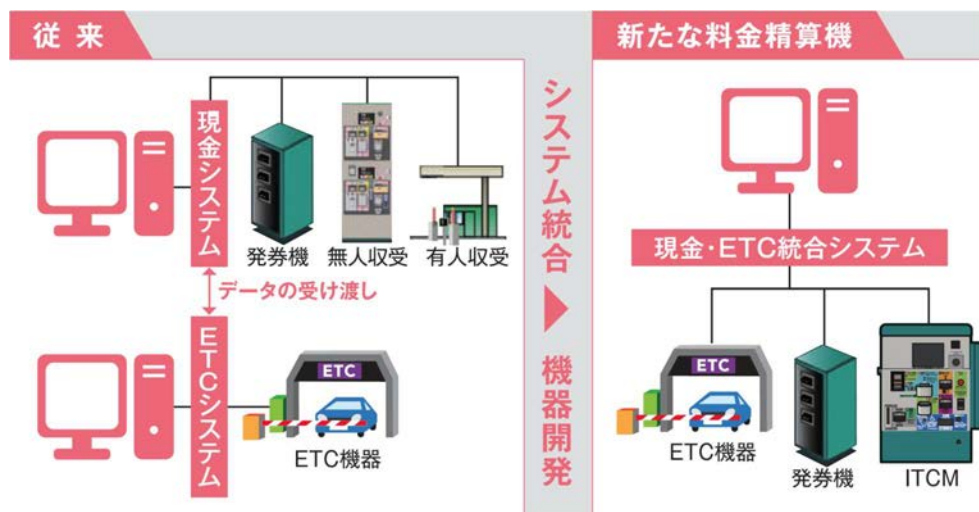 従来
現金システム
発券機
無人収受
有人収受
データの受け渡し
ETCシステム
ETC
ETC機器
システム統合
機器開発
新たな料金精算機
現金・ETC統合システム
ETC
ETC機器
発券機
ITCM